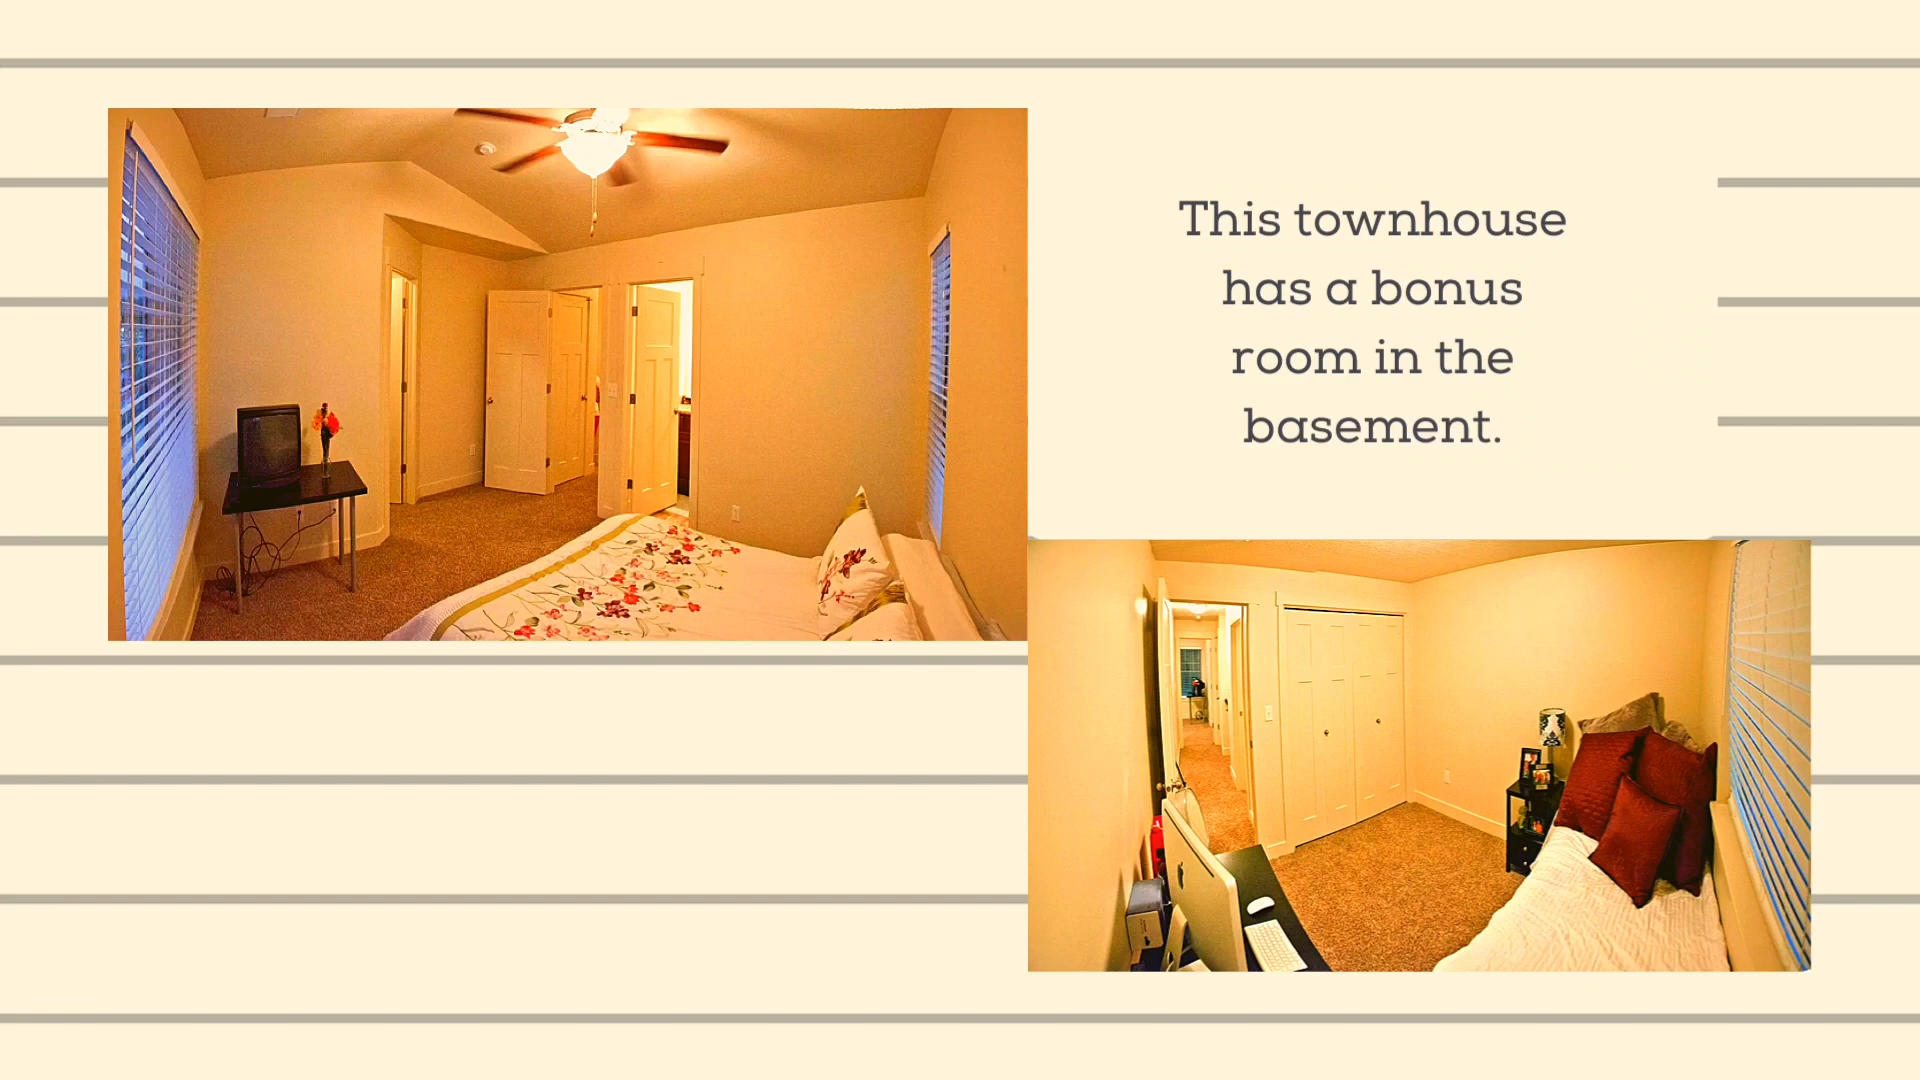 This townhouse
has a bonus
room in the
basement.